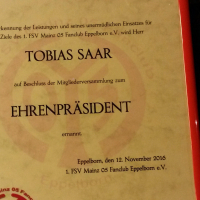 kennung der Leistungen und seines unermüdlichen Einsatzes für
Ziele des 1. FSV Mainz 05 Fanclub Eppelborn e.V. wird Herr
TOBIAS SAAR
auf Beschluss der Mitgliederversammlung zum
EHRENPRÄSIDENT
ernannt.
Eppelborn, den 12. November 2016
1. FSV Mainz 05 Fanclub Eppelborn e.V.